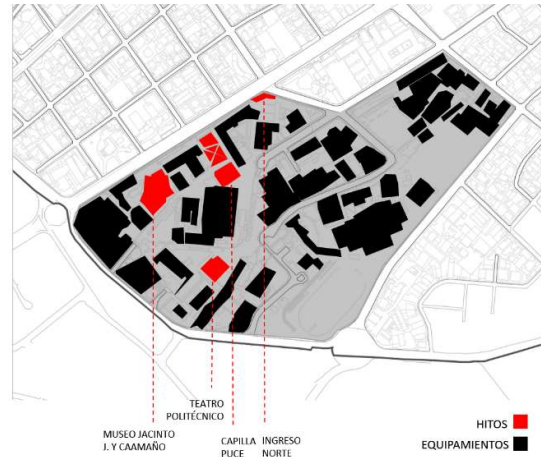 TEATRO
POLITÉCNICO
MUSEO JACINTO
J. Y CAAMAÑO
CAPILLA
PUCE
INGRESO
NORTE
HITOS
EQUIPAMIENTOS